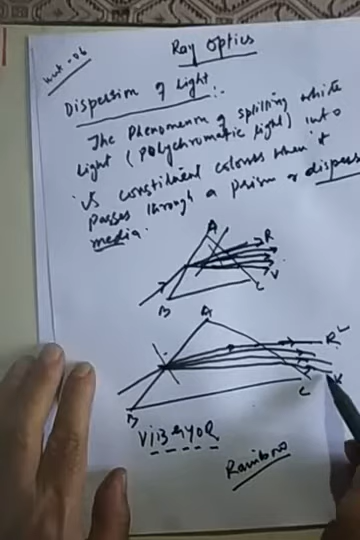 Ray Optics
Unit - 06
Dispersion of Light :-
The Phenomenon of splitting white
light (Polychromatic light) into
its constituent colours when it
passes through a Prism or dispers
media.
A
R
V
B
C
A
R
V
B
C
VIBGYOR
Rainbow